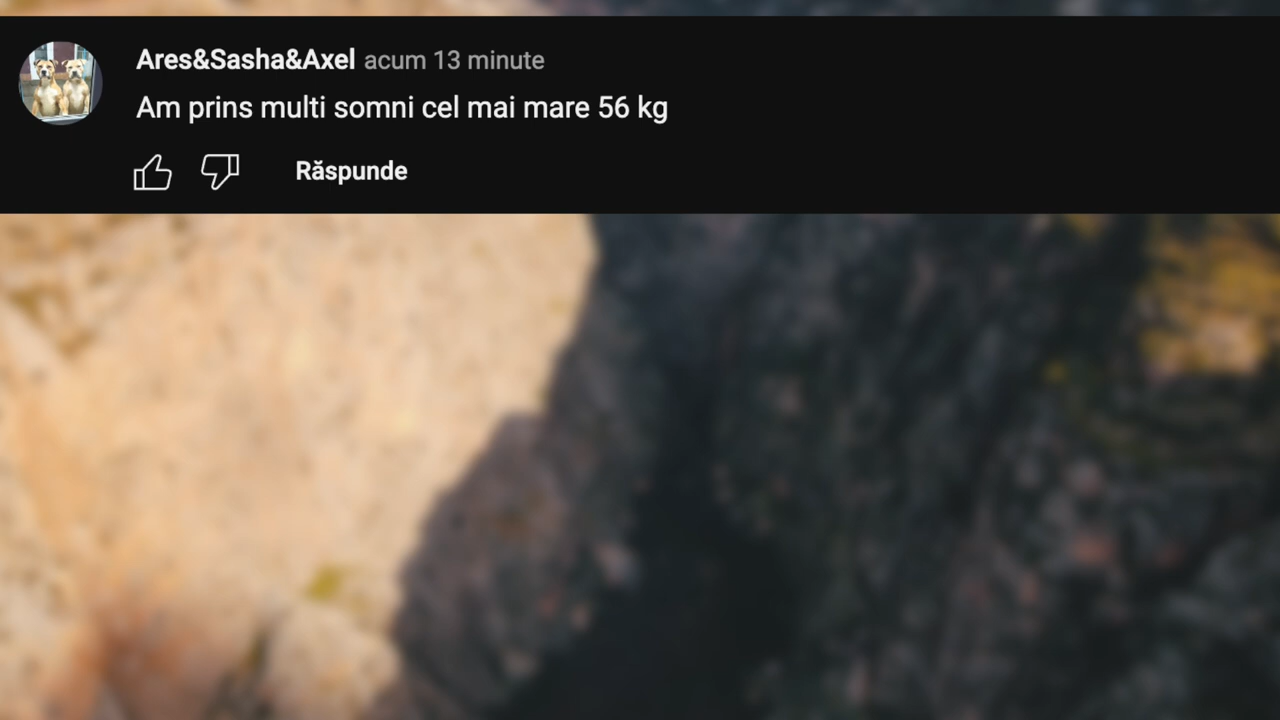 Ares&Sasha&Axel acum 13 minute
Am prins multi somni cel mai mare 56 kg
Răspunde